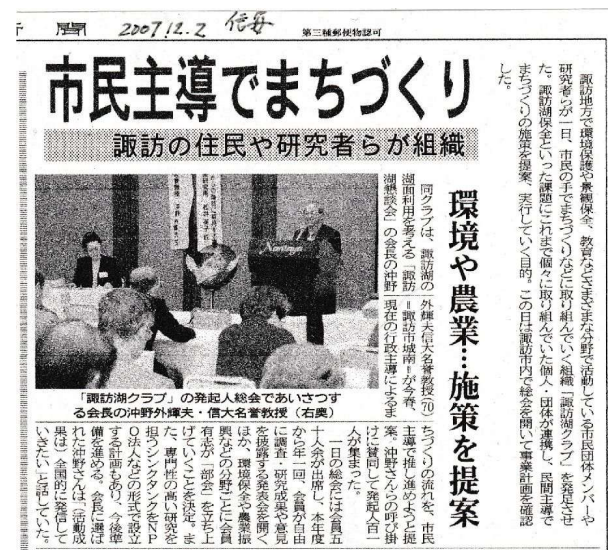 聞
2007.12.2 信毎
第三種郵便物認可
市民主導でまちづくり
諏訪の住民や研究者らが組織
環境や農業…施策を提案
諏訪地方で環境保護や景観保全、教育などさまざまな分野で活動している市民団体メンバーや
研究者らが一日、市民の手でまちづくりなどに取り組んでいく組織「諏訪湖クラブ」を発足させ
た。諏訪湖保全といった課題にこれまで個々に取り組んでいた個人・団体が連携し、民間主導で
まちづくりの施策を提案、実行していく目的。この日は諏訪市内で総会を開いて事業計画を確認
した。
同クラブは、諏訪湖の
湖面利用を考える「諏訪
湖懇談会」の会長の沖野
外輝夫信大名誉教授(70)
=諏訪市城南=が今春、
現在の行政主導によるま
ちづくりの流れを、市民
主導で推し進めようと提
案。沖野さんらの呼び掛
けに賛同して発起人百一
人が集まった。
一日の総会には会員五
十人余が出席し、本年度
から年一回、会員が自由
に調査・研究成果や意見
を披露する発表会を開く
ほか、環境保全や農業振
興などの分野ごとに会員
有志が「部会」を立ち上
げていくことを決定。ま
た、専門性の高い研究を
担うシンクタンクをNP
O法人などの形式で設立
する計画もあり、今後準
備を進める。会長に選ば
れた沖野さんは「(活動成
果は)全国的に発信して
いきたい」と話していた。
「諏訪湖クラブ」の発起人総会であいさつす
る会長の沖野外輝夫・信大名誉教授(右奥)